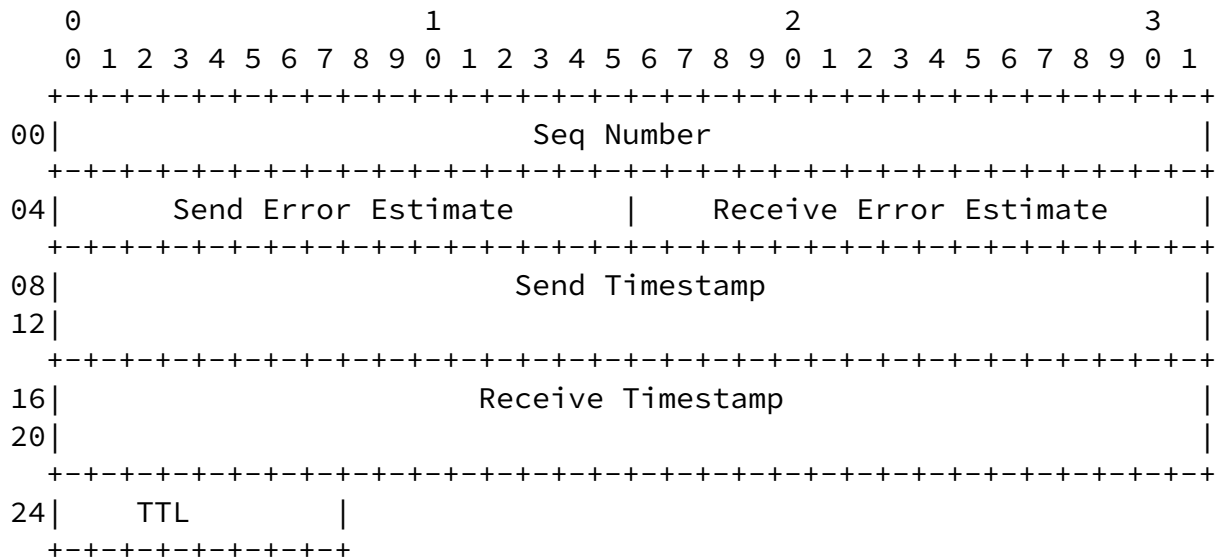 0                   1                   2                   3
    0 1 2 3 4 5 6 7 8 9 0 1 2 3 4 5 6 7 8 9 0 1 2 3 4 5 6 7 8 9 0 1
   +-+-+-+-+-+-+-+-+-+-+-+-+-+-+-+-+-+-+-+-+-+-+-+-+-+-+-+-+-+-+-+-+
00|                          Seq Number                           |
   +-+-+-+-+-+-+-+-+-+-+-+-+-+-+-+-+-+-+-+-+-+-+-+-+-+-+-+-+-+-+-+-+
04|      Send Error Estimate      |    Receive Error Estimate     |
   +-+-+-+-+-+-+-+-+-+-+-+-+-+-+-+-+-+-+-+-+-+-+-+-+-+-+-+-+-+-+-+-+
08|                         Send Timestamp                        |
12|                                                               |
   +-+-+-+-+-+-+-+-+-+-+-+-+-+-+-+-+-+-+-+-+-+-+-+-+-+-+-+-+-+-+-+-+
16|                       Receive Timestamp                       |
20|                                                               |
   +-+-+-+-+-+-+-+-+-+-+-+-+-+-+-+-+-+-+-+-+-+-+-+-+-+-+-+-+-+-+-+-+
24|    TTL        |
   +-+-+-+-+-+-+-+-+